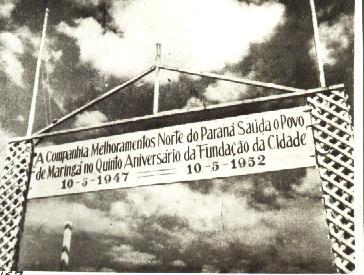 A Companhia Melhoramentos Norte do Paraná Saúda o Povo
de Maringá no Quinto Aniversário da Fundação da Cidade
10-5-1947 10-5-1952